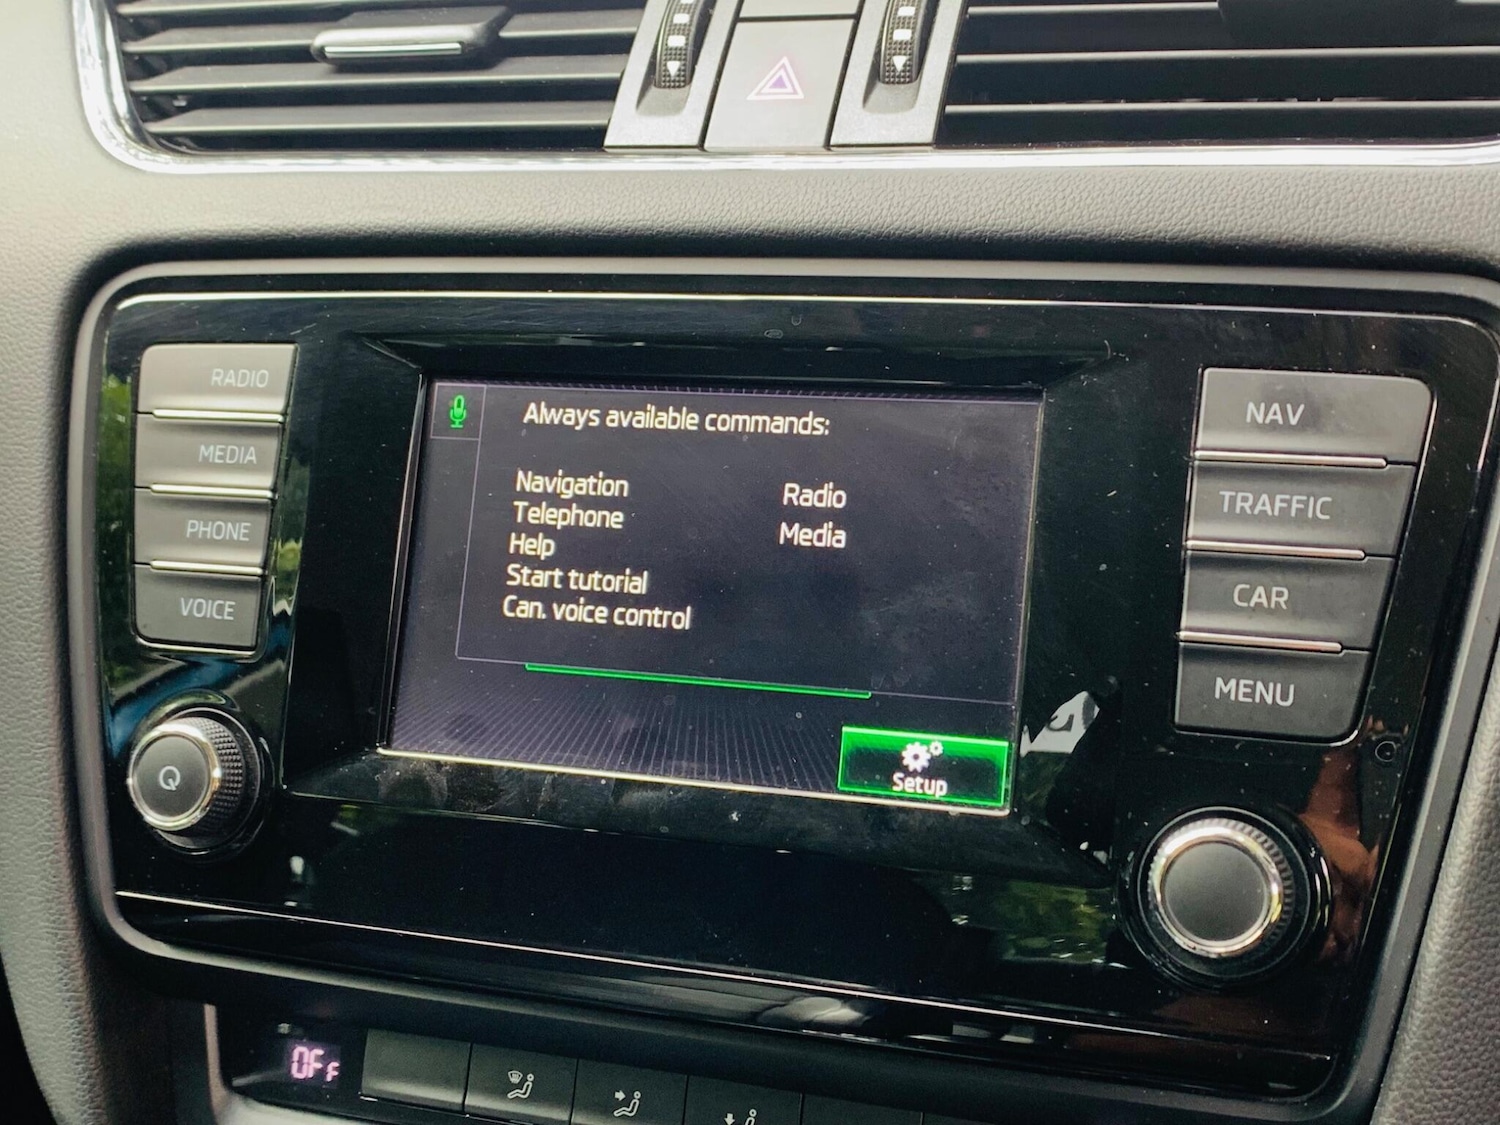 RADIO
MEDIA
PHONE
VOICE
Always available commands:
Navigation
Telephone
Help
Start tutorial
Can. voice control
Radio
Media
Setup
NAV
TRAFFIC
CAR
MENU
OFF